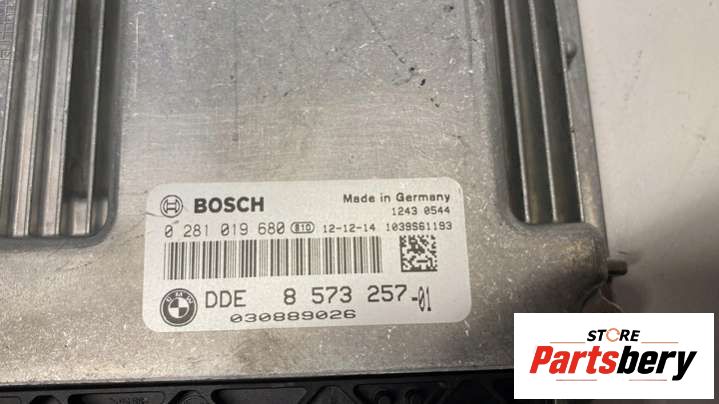 BOSCH
Made in Germany
1243 0544
0 281 019 680 B10 12-12-14 1039S61193
DDE 8 573 257-01
030889026
STORE
Partsbery